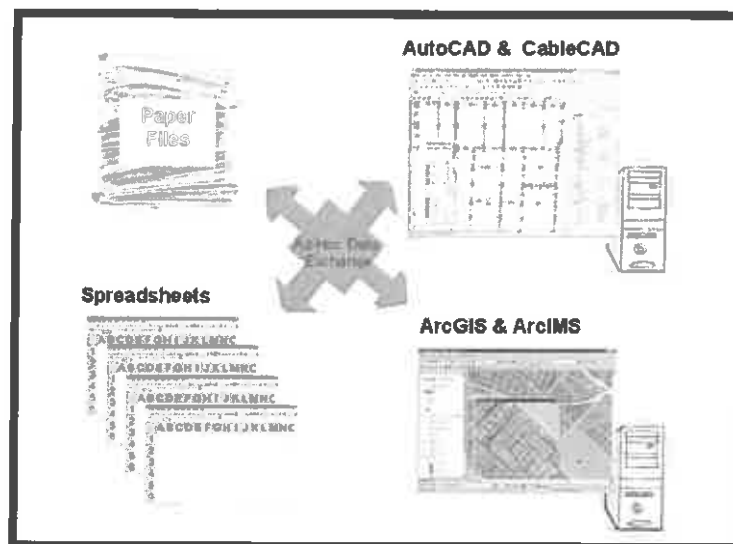 AutoCAD & CableCAD
Paper
Files
Ad-Hoc Data
Exchange
Spreadsheets
ArcGIS & ArcIMS
ABCDEFGHIJKLMNC
ABCDEFGHIJKLMNC
ABCDEFGHIJKLMNC
ABCDEFGHIJKLMNC